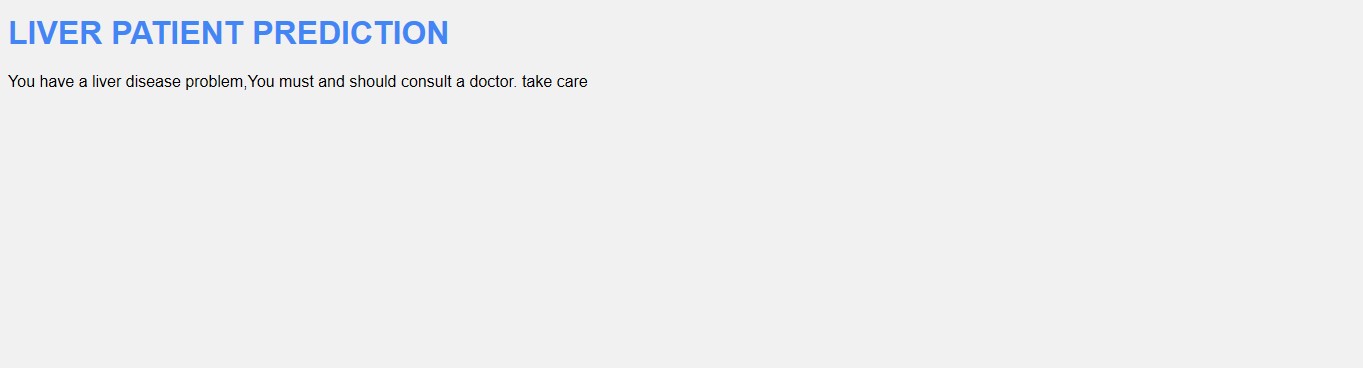 LIVER PATIENT PREDICTION
You have a liver disease problem,You must and should consult a doctor. take care